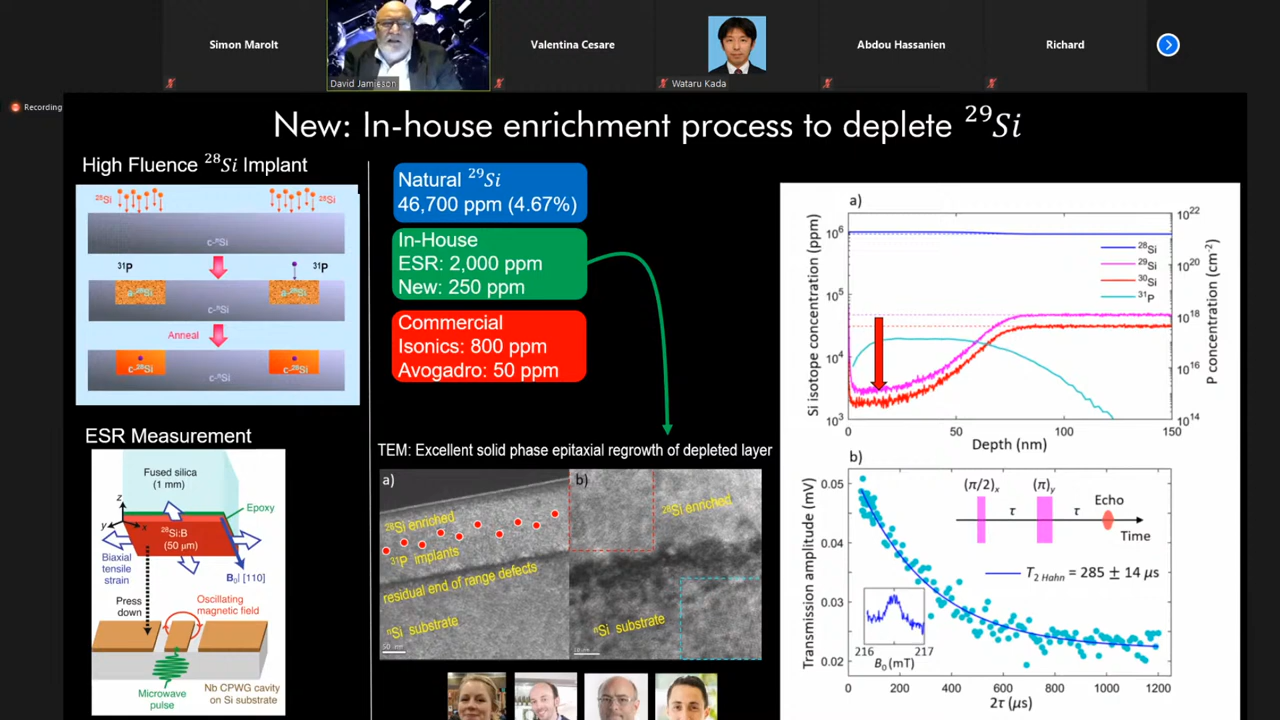 Simon Marolt
David Jamieson
Valentina Cesare
Wataru Kada
Abdou Hassanien
Richard
Recording
New: In-house enrichment process to deplete ²⁹Si
High Fluence ²⁸Si Implant
²⁸Si
²⁸Si
c-ⁿSi
³¹P
³¹P
a-²⁸Si
a-²⁸Si
c-ⁿSi
Anneal
c-²⁸Si
c-²⁸Si
c-ⁿSi
ESR Measurement
Fused silica
(1 mm)
z
y
x
Epoxy
²⁸Si:B
(50 μm)
Biaxial
tensile
strain
B₀| [110]
Press
down
Oscillating
magnetic field
Microwave
pulse
Nb CPWG cavity
on Si substrate
Natural ²⁹Si
46,700 ppm (4.67%)
In-House
ESR: 2,000 ppm
New: 250 ppm
Commercial
Isonics: 800 ppm
Avogadro: 50 ppm
TEM: Excellent solid phase epitaxial regrowth of depleted layer
a)
²⁸Si enriched
³¹P implants
residual end of range defects
ⁿSi substrate
50 nm
b)
²⁸Si enriched
ⁿSi substrate
10 nm
a)
Si isotope concentration (ppm)
10⁶
10⁵
10⁴
10³
²⁸Si
²⁹Si
³⁰Si
³¹P
10²²
10²⁰
10¹⁸
10¹⁶
10¹⁴
P concentration (cm⁻²)
0 50 100 150
Depth (nm)
b)
Transmission amplitude (mV)
0.05
0.04
0.03
0.02
(π/2)ₓ (π)y
Echo
τ τ
Time
T₂ Hahn = 285 ± 14 μs
216 217
B₀ (mT)
0 200 400 600 800 1000 1200
2τ (μs)